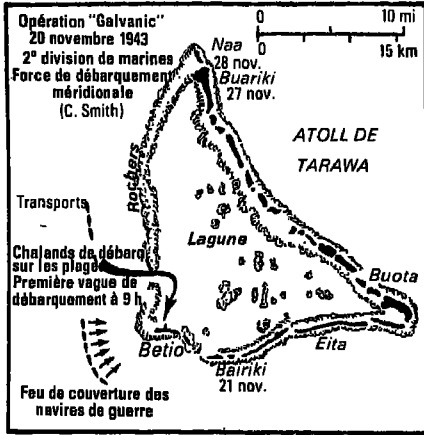 Opération "Galvanic"
20 novembre 1943
2e division de marines
Force de débarquement
méridionale
(C. Smith)
0 10 mi
0 15 km
Naa
28 nov.
Buariki
27 nov.
ATOLL DE
TARAWA
Rochers
Transports
Lagune
Chalands de débarq
sur les plage
Première vague de
débarquement à 9 h
Buota
Betio
Eita
Bairiki
21 nov.
Feu de couverture des
navires de guerre